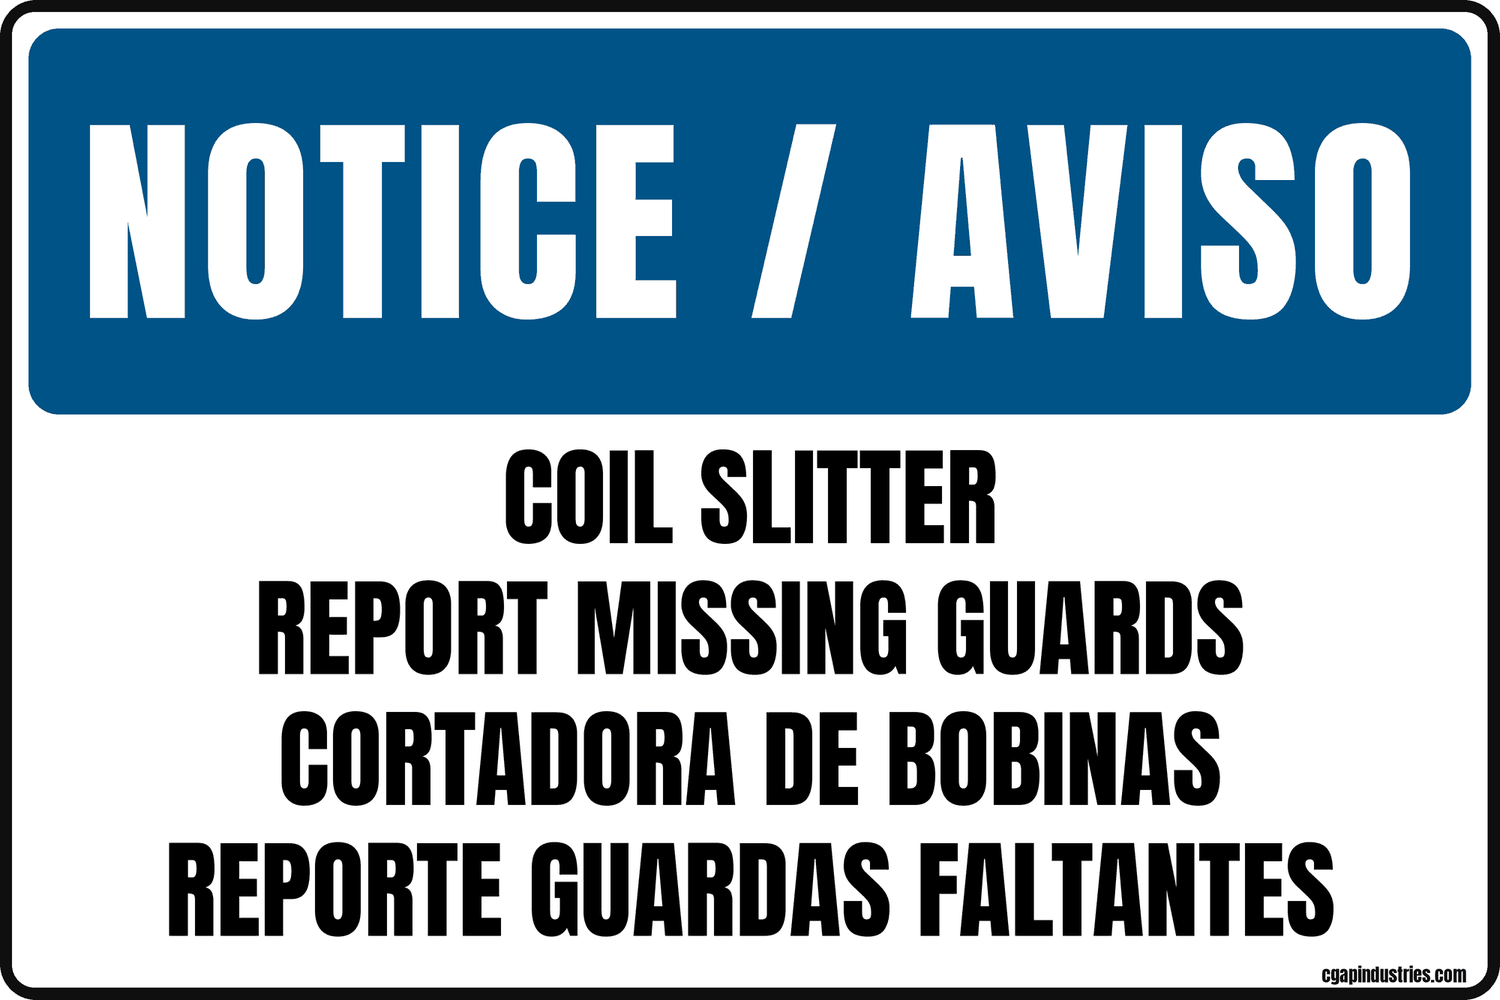 NOTICE / AVISO
COIL SLITTER
REPORT MISSING GUARDS
CORTADORA DE BOBINAS
REPORTE GUARDAS FALTANTES
cgapindustries.com